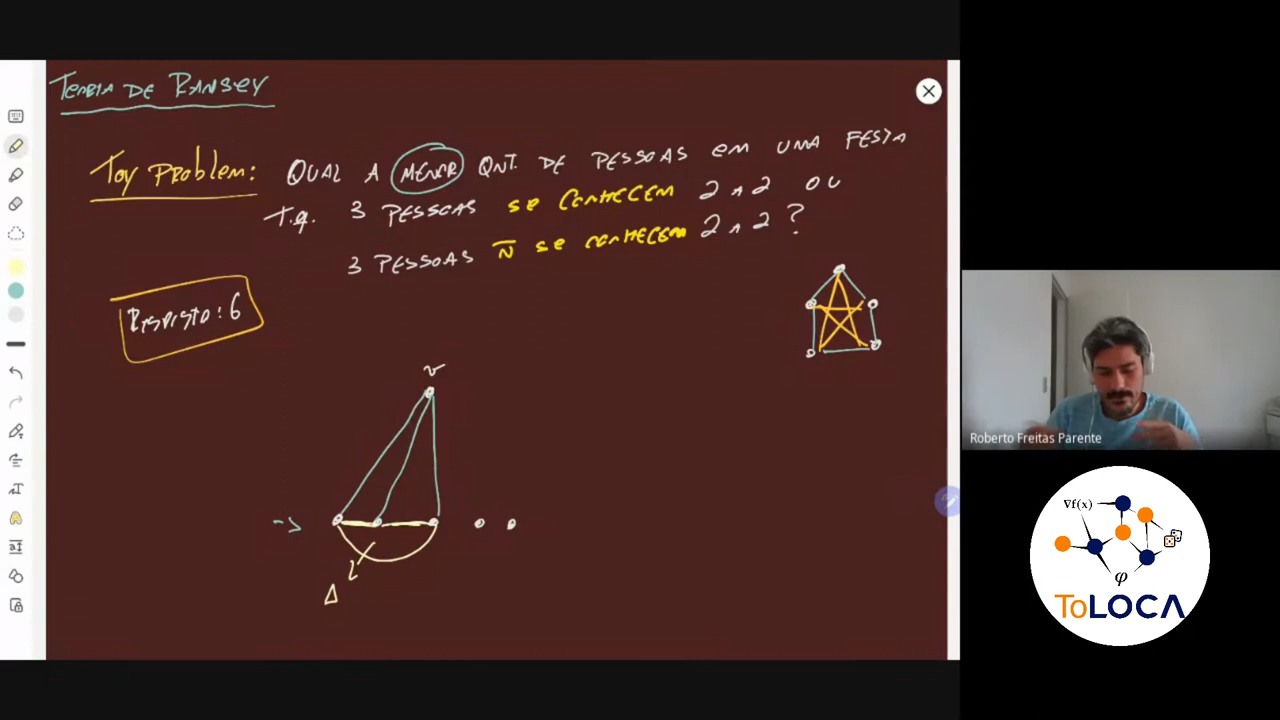 TEORIA DE RAMSEY
Toy Problem: QUAL A MENOR QNT. DE PESSOAS EM UMA FESTA
T.q. 3 PESSOAS SE CONHECEM 2 A 2 OU
3 PESSOAS Ñ SE CONHECEM 2 A 2 ?
RESPOSTA: 6
v
Δ
Roberto Freitas Parente
∇f(x)
φ
ToLOCA